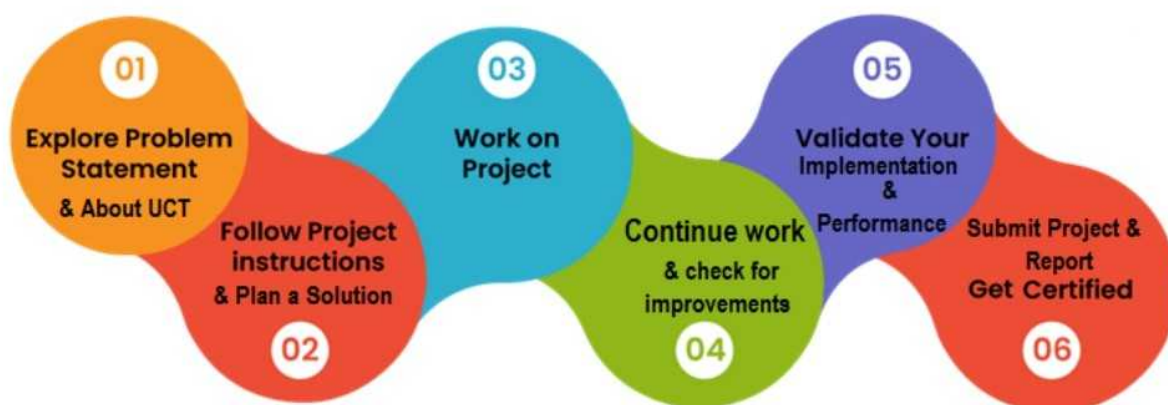 01
Explore Problem
Statement
& About UCT
Follow Project
instructions
& Plan a Solution
02
03
Work on
Project
Continue work
& check for
improvements
04
05
Validate Your
Implementation
&
Performance
Submit Project &
Report
Get Certified
06